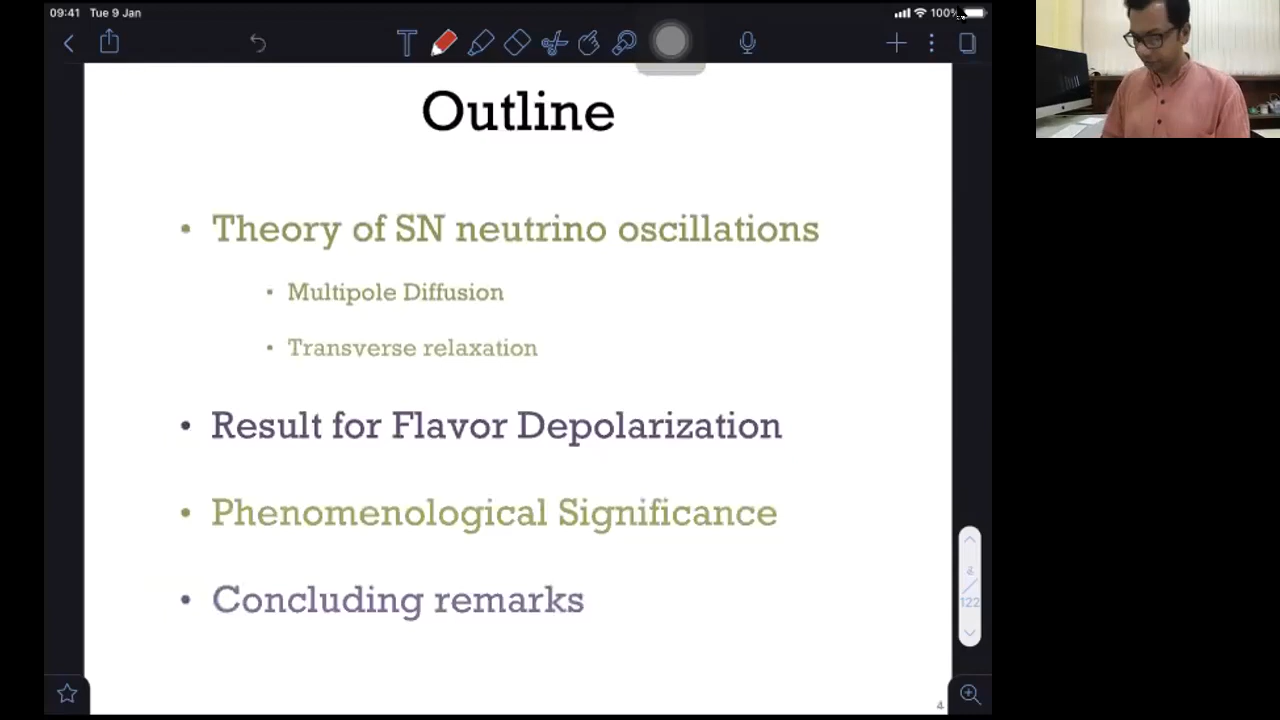 09:41 Tue 9 Jan
100%
Outline
• Theory of SN neutrino oscillations
• Multipole Diffusion
• Transverse relaxation
• Result for Flavor Depolarization
• Phenomenological Significance
• Concluding remarks
122
4